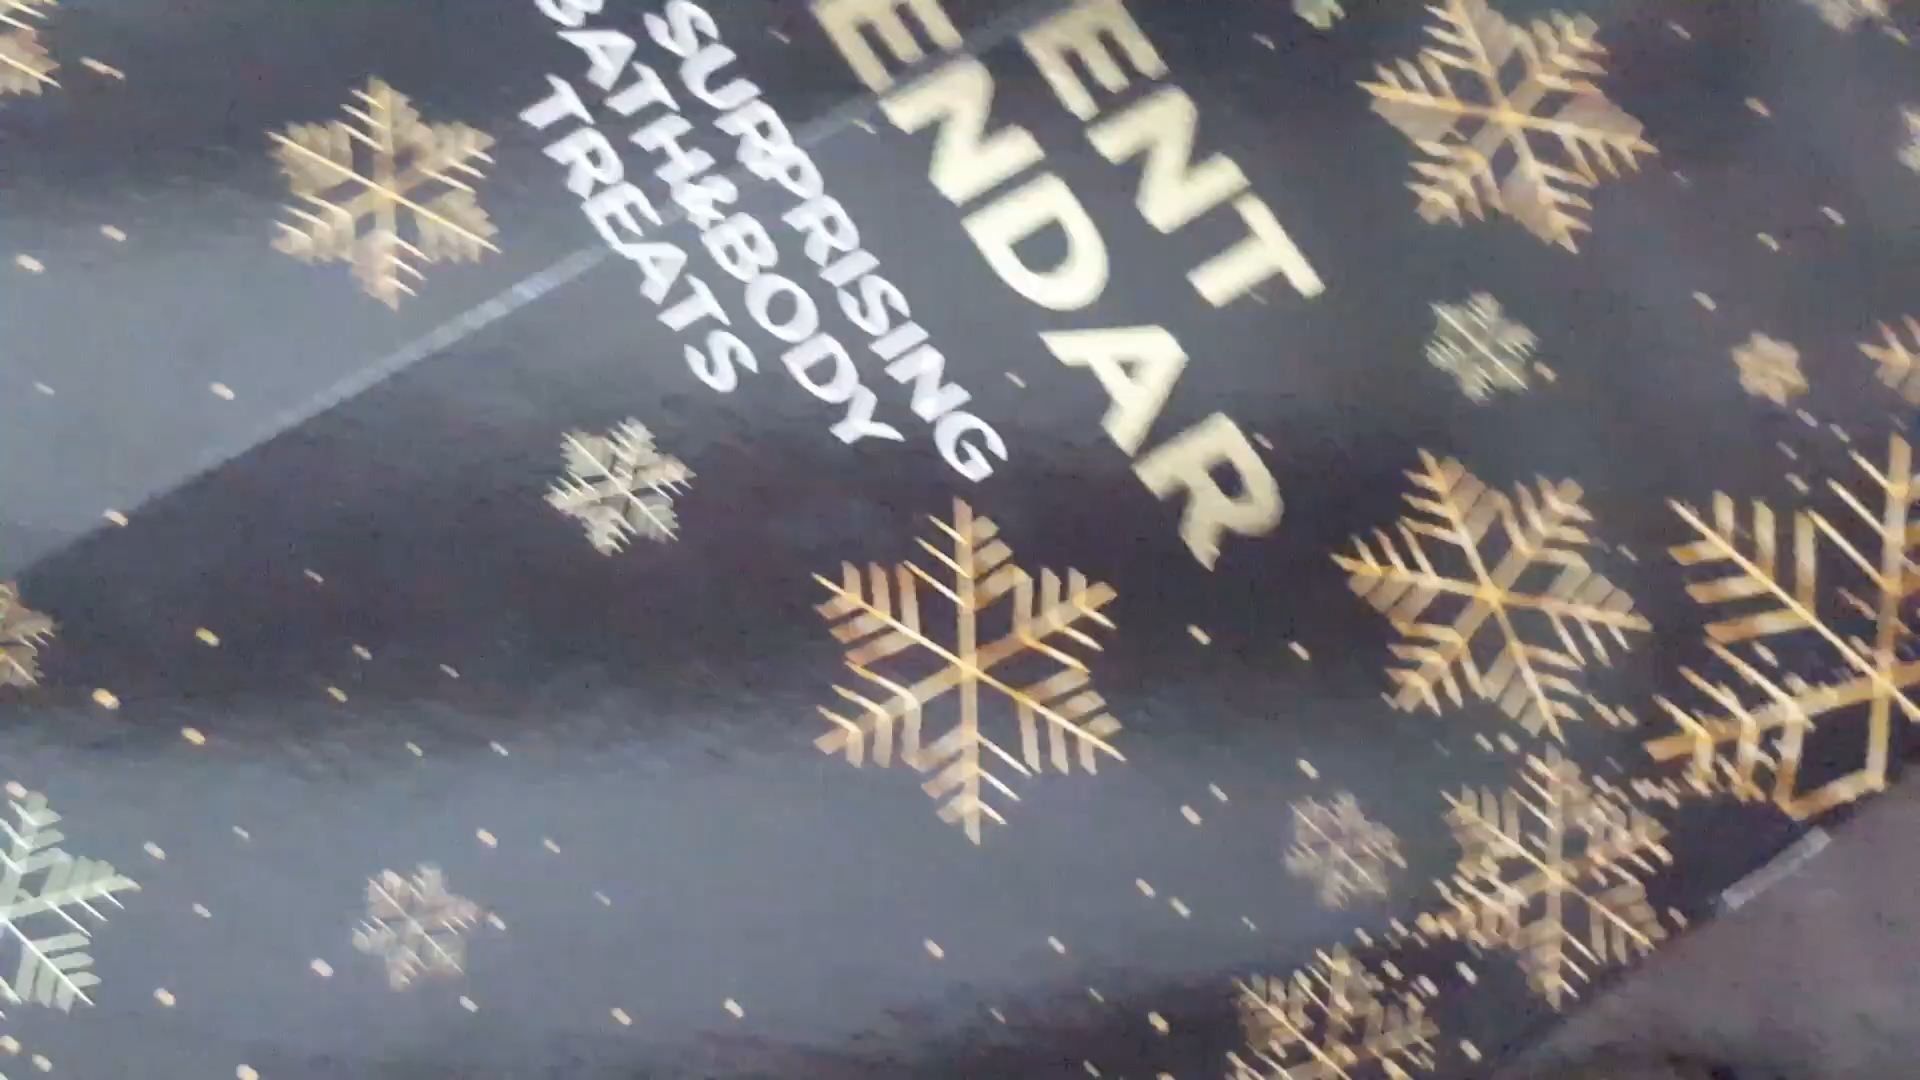 ENT
ENDAR
SURPRISING
BATH & BODY
TREATS